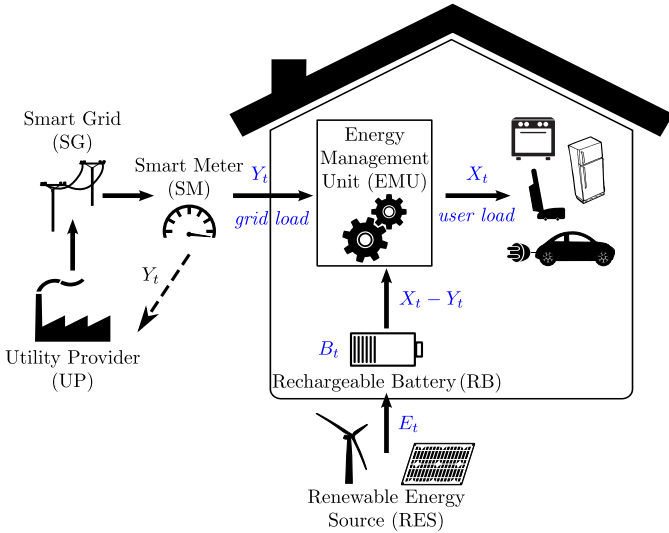 Smart Grid
(SG)
Smart Meter
(SM)
Y_t
grid load
Energy
Management
Unit (EMU)
X_t
user load
Y_t
X_t − Y_t
B_t
Utility Provider
(UP)
Rechargeable Battery (RB)
E_t
Renewable Energy
Source (RES)